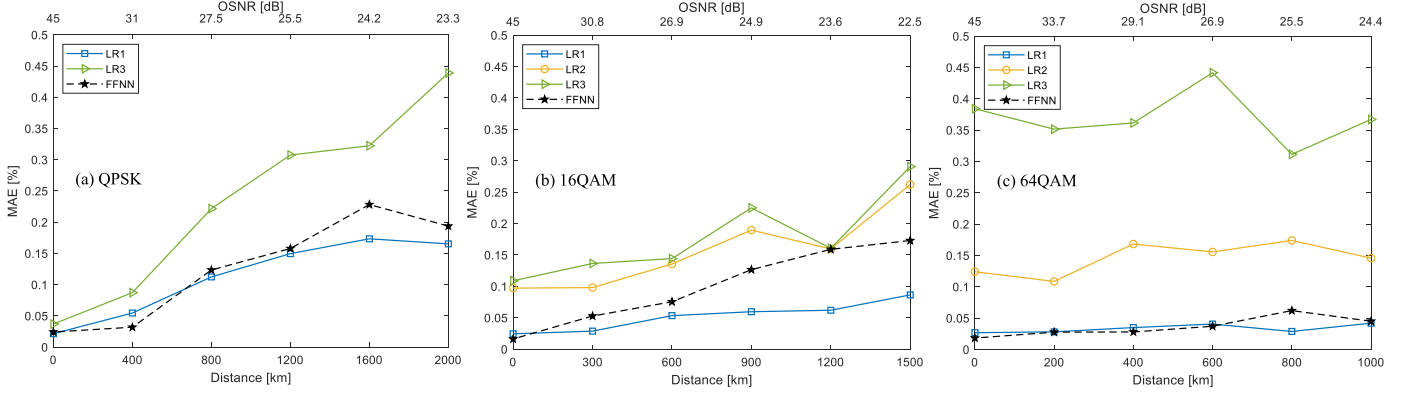 OSNR [dB]
45 31 27.5 25.5 24.2 23.3
0.5
0.45
0.4
0.35
0.3
0.25
0.2
0.15
0.1
0.05
0
MAE [%]
LR1
LR3
FFNN
(a) QPSK
0 400 800 1200 1600 2000
Distance [km]
OSNR [dB]
45 30.8 26.9 24.9 23.6 22.5
0.5
0.45
0.4
0.35
0.3
0.25
0.2
0.15
0.1
0.05
0
MAE [%]
LR1
LR2
LR3
FFNN
(b) 16QAM
0 300 600 900 1200 1500
Distance [km]
OSNR [dB]
45 33.7 29.1 26.9 25.5 24.4
0.5
0.45
0.4
0.35
0.3
0.25
0.2
0.15
0.1
0.05
0
MAE [%]
LR1
LR2
LR3
FFNN
(c) 64QAM
0 200 400 600 800 1000
Distance [km]